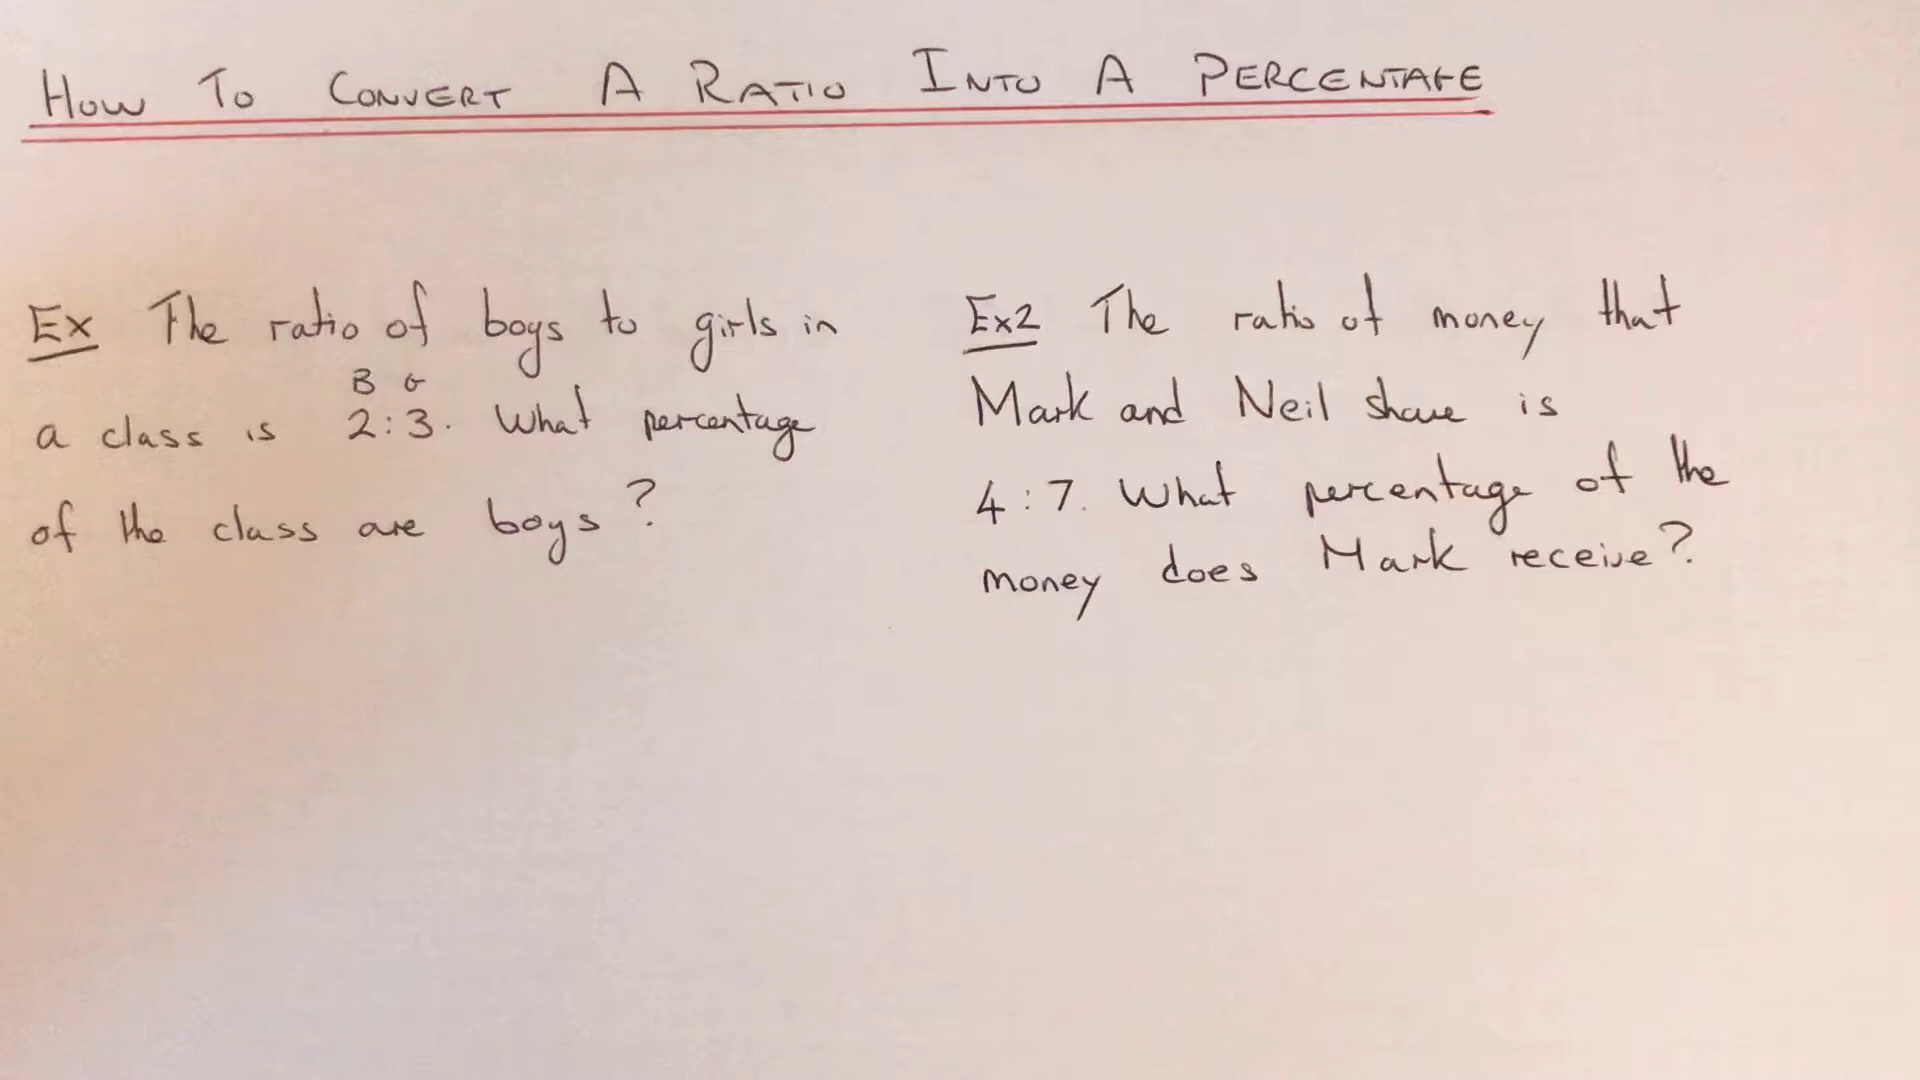 HOW TO CONVERT A RATIO INTO A PERCENTAGE
Ex The ratio of boys to girls in
B G
a class is 2:3. What percentage
of the class are boys?
Ex2 The ratio of money that
Mark and Neil share is
4:7. What percentage of the
money does Mark receive?